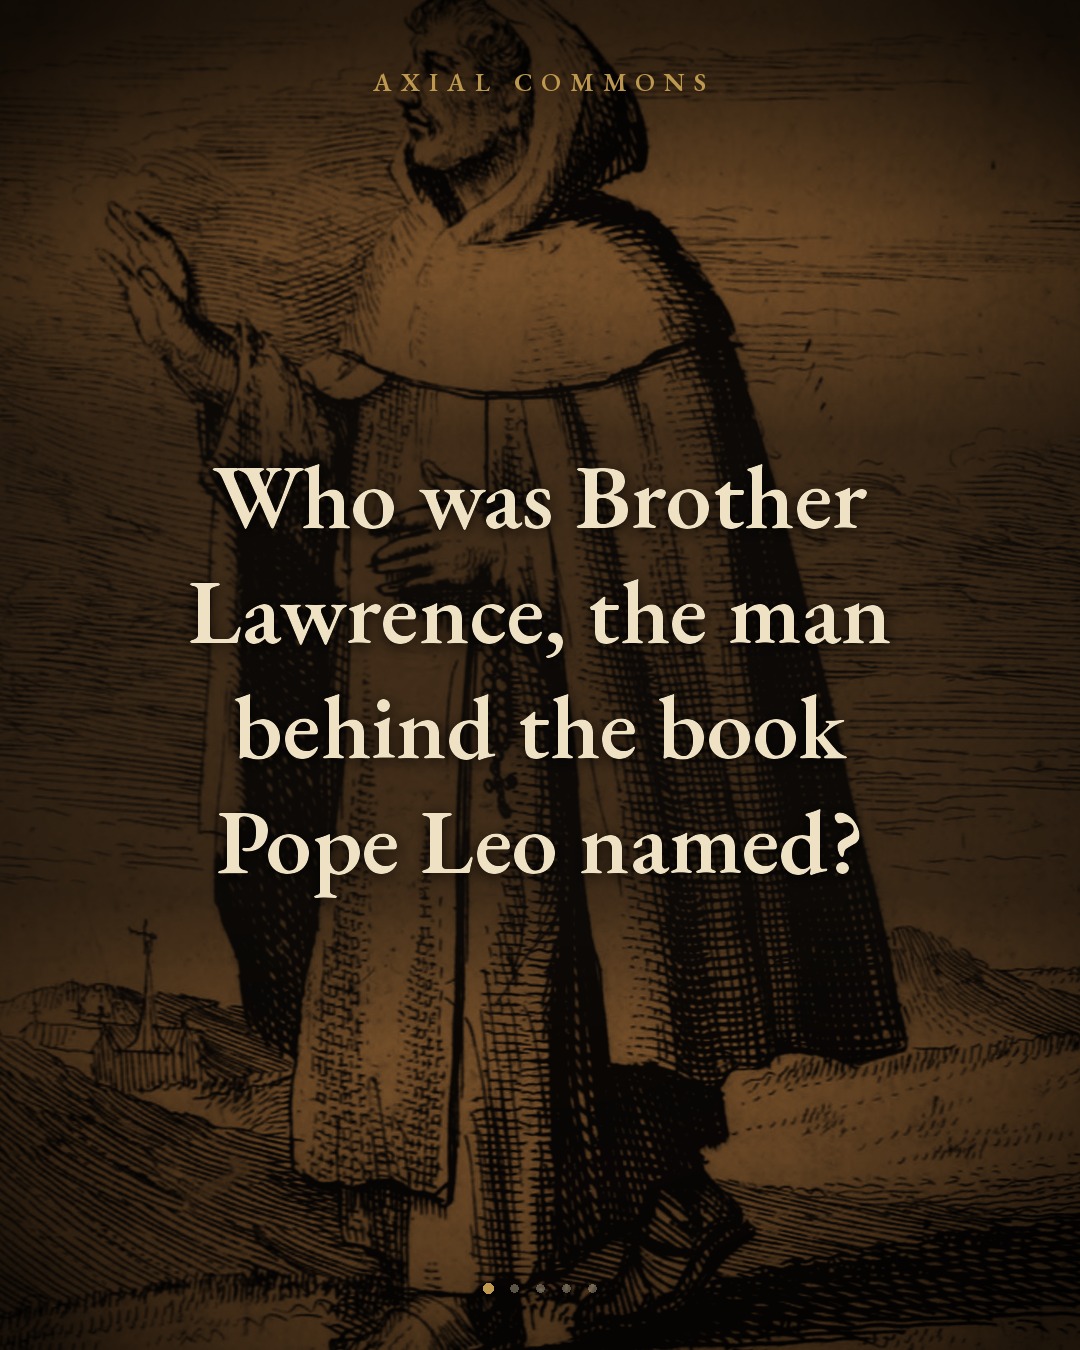 AXIAL COMMONS
Who was Brother
Lawrence, the man
behind the book
Pope Leo named?